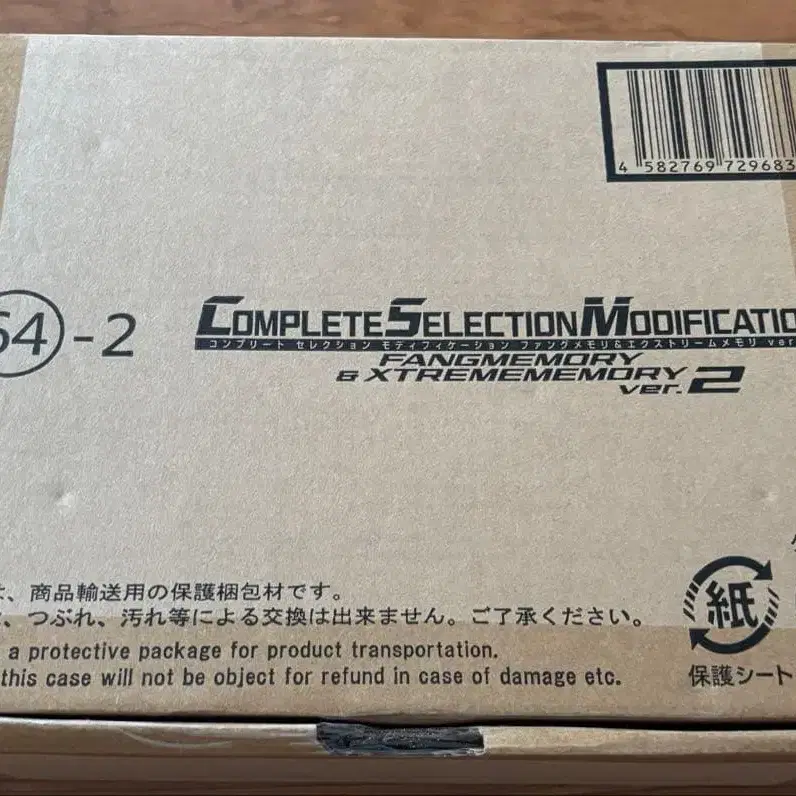 4 582769 729683
64-2
COMPLETE SELECTION MODIFICATIO
コンプリート セレクション モディフィケーション ファングメモリ&エクストリームメモリ ver
FANGMEMORY
& XTREMEMEMORY
ver.2
は、商品輸送用の保護梱包材です。
、つぶれ、汚れ等による交換は出来ません。ご了承ください。
a protective package for product transportation.
this case will not be object for refund in case of damage etc.
紙
保護シート